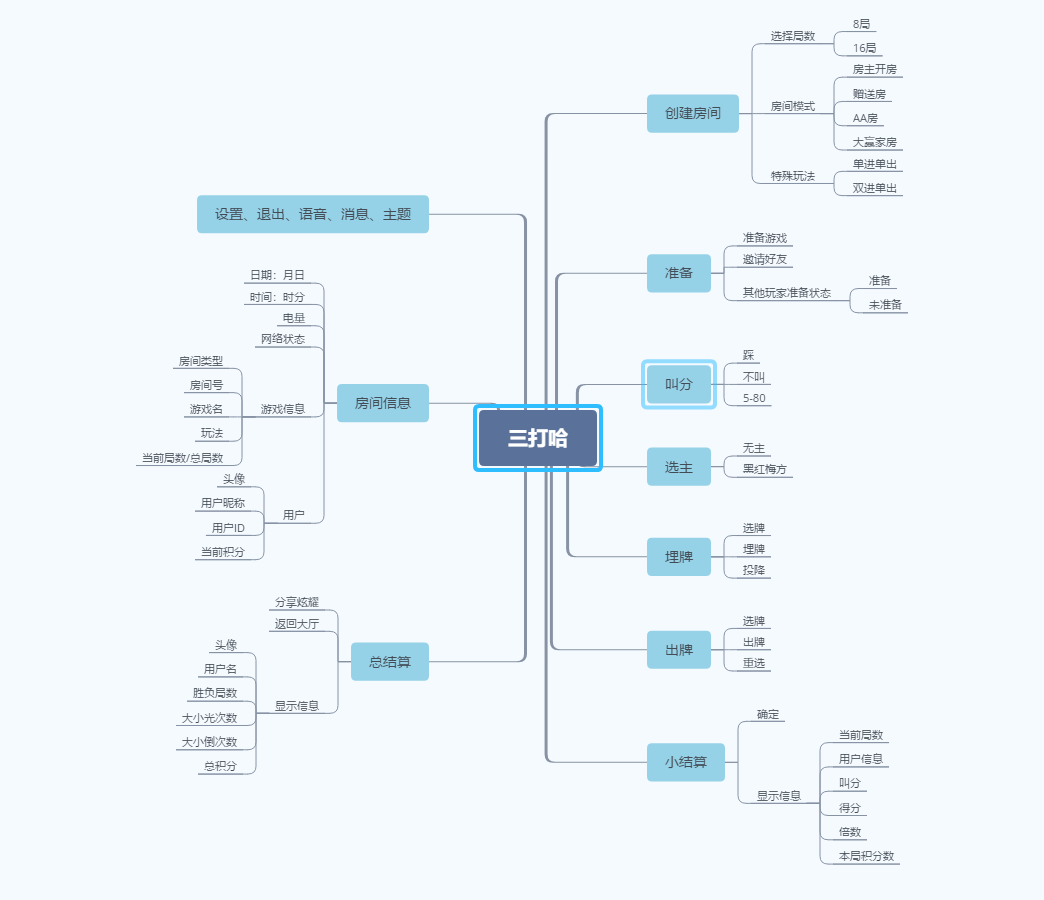 三打哈
创建房间
选择局数
8局
16局
房间模式
房主开房
赠送房
AA房
大赢家房
特殊玩法
单进单出
双进单出
准备
准备游戏
邀请好友
其他玩家准备状态
准备
未准备
叫分
踩
不叫
5-80
选主
无主
黑红梅方
埋牌
选牌
埋牌
投降
出牌
选牌
出牌
重选
小结算
确定
显示信息
当前局数
用户信息
叫分
得分
倍数
本局积分数
设置、退出、语音、消息、主题
房间信息
日期：月日
时间：时分
电量
网络状态
游戏信息
房间类型
房间号
游戏名
玩法
当前局数/总局数
用户
头像
用户昵称
用户ID
当前积分
总结算
分享炫耀
返回大厅
显示信息
头像
用户名
胜负局数
大小光次数
大小倒次数
总积分